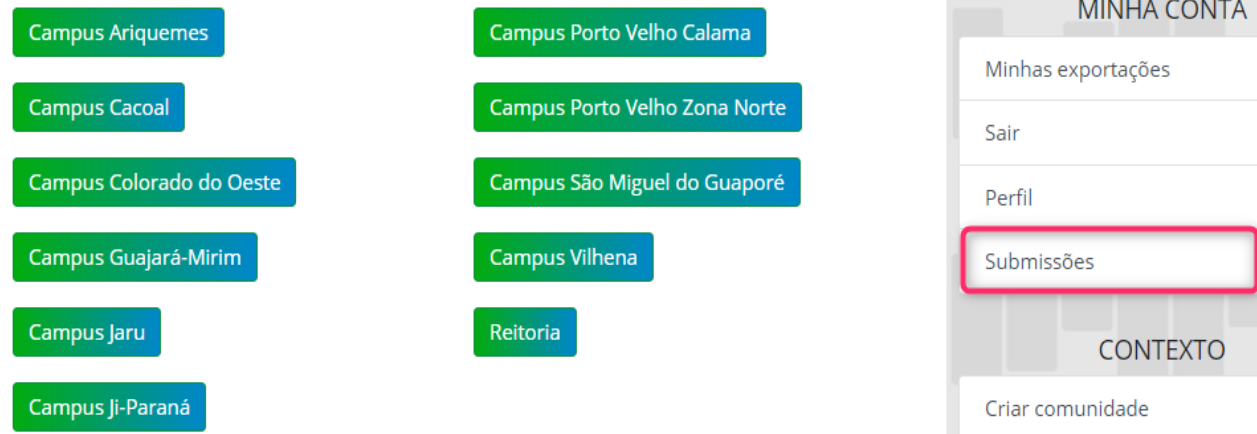 Campus Ariquemes
Campus Cacoal
Campus Colorado do Oeste
Campus Guajará-Mirim
Campus Jaru
Campus Ji-Paraná
Campus Porto Velho Calama
Campus Porto Velho Zona Norte
Campus São Miguel do Guaporé
Campus Vilhena
Reitoria
MINHA CONTA
Minhas exportações
Sair
Perfil
Submissões
CONTEXTO
Criar comunidade